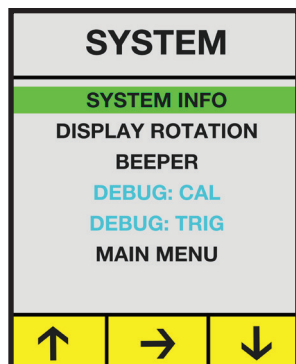 SYSTEM
SYSTEM INFO
DISPLAY ROTATION
BEEPER
DEBUG: CAL
DEBUG: TRIG
MAIN MENU
↑ → ↓